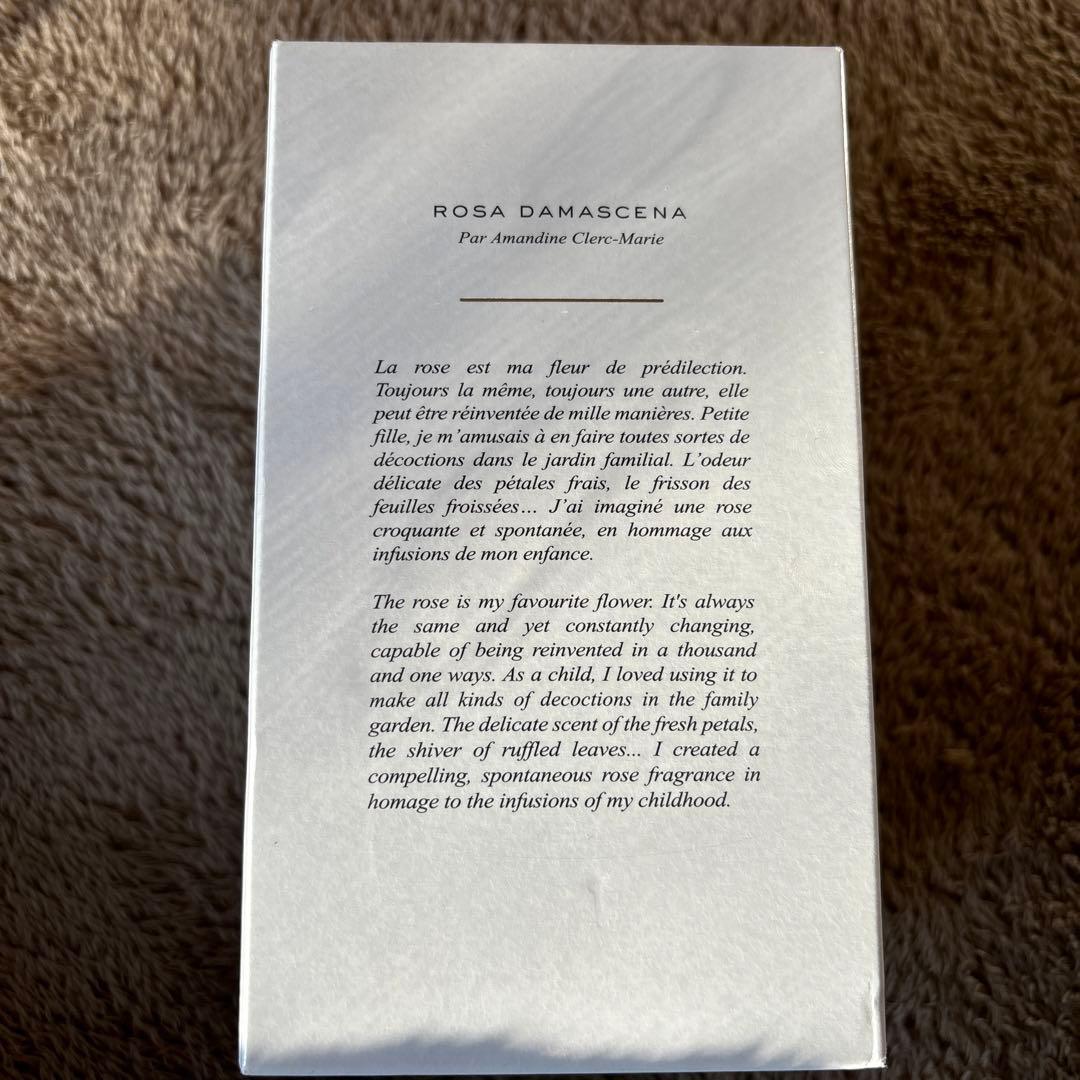 ROSA DAMASCENA
Par Amandine Clerc-Marie
La rose est ma fleur de prédilection.
Toujours la même, toujours une autre, elle
peut être réinventée de mille manières. Petite
fille, je m'amusais à en faire toutes sortes de
décoctions dans le jardin familial. L'odeur
délicate des pétales frais, le frisson des
feuilles froissées... J'ai imaginé une rose
croquante et spontanée, en hommage aux
infusions de mon enfance.
The rose is my favourite flower. It's always
the same and yet constantly changing,
capable of being reinvented in a thousand
and one ways. As a child, I loved using it to
make all kinds of decoctions in the family
garden. The delicate scent of the fresh petals,
the shiver of ruffled leaves... I created a
compelling, spontaneous rose fragrance in
homage to the infusions of my childhood.